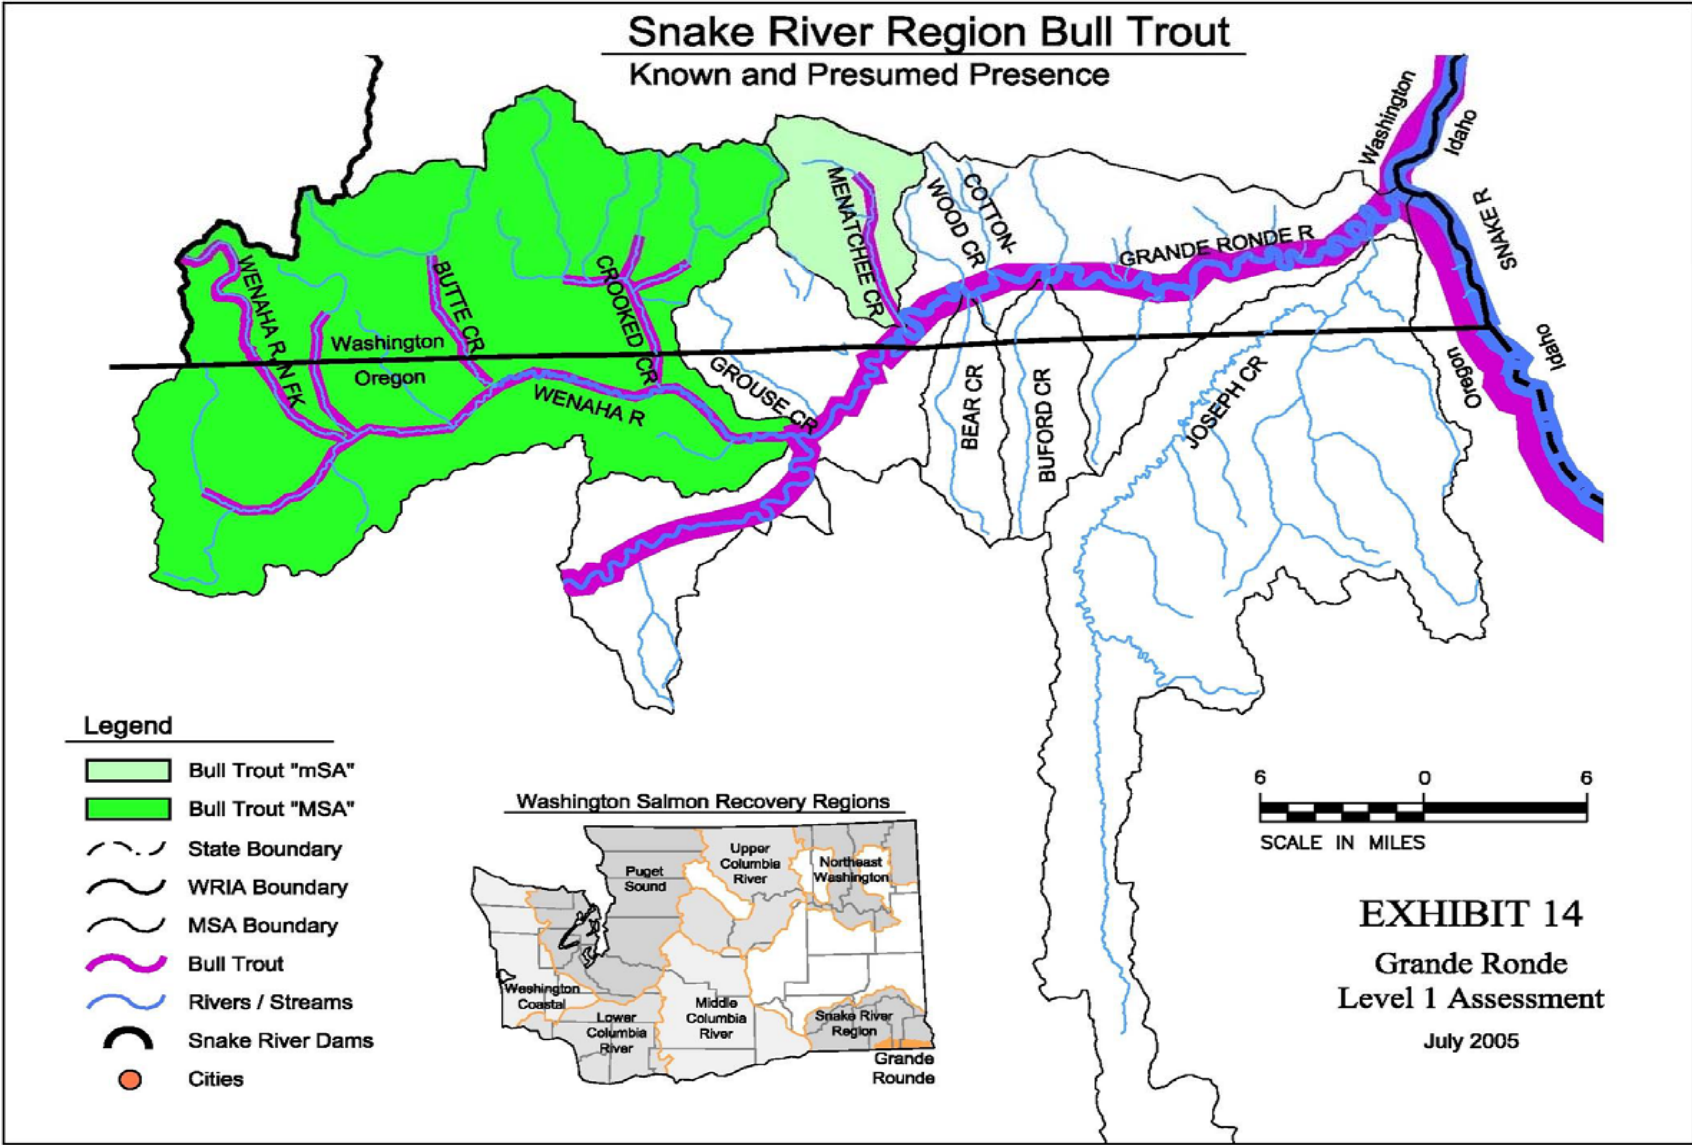 Snake River Region Bull Trout
Known and Presumed Presence
Washington
Idaho
SNAKE R
GRANDE RONDE R
COTTON-
WOOD CR
MENATCHEE CR
CROOKED CR
BUTTE CR
WENAHA R, N FK
Washington
Oregon
WENAHA R
GROUSE CR
BEAR CR
BUFORD CR
JOSEPH CR
Oregon
Idaho
Legend
Bull Trout "mSA"
Bull Trout "MSA"
State Boundary
WRIA Boundary
MSA Boundary
Bull Trout
Rivers / Streams
Snake River Dams
Cities
Washington Salmon Recovery Regions
Puget
Sound
Upper
Columbia
River
Northeast
Washington
Washington
Coastal
Lower
Columbia
River
Middle
Columbia
River
Snake River
Region
Grande
Rounde
6 0 6
SCALE IN MILES
EXHIBIT 14
Grande Ronde
Level 1 Assessment
July 2005